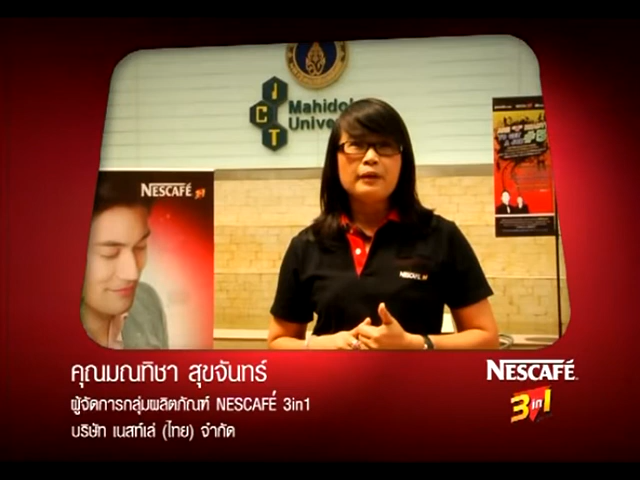 ICT
Mahidol
Univer
NESCAFÉ
NESCAFÉ
คุณมณฑิชา สุขจันทร์
ผู้จัดการกลุ่มผลิตภัณฑ์ NESCAFÉ 3in1
บริษัท เนสท์เล่ (ไทย) จำกัด
NESCAFÉ
3in1